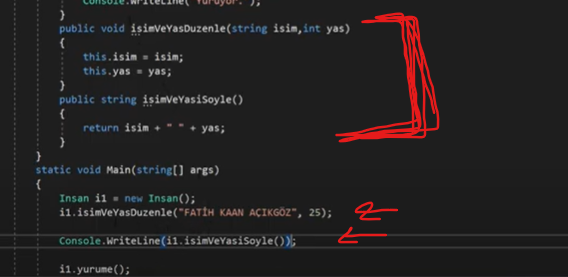 Console.WriteLine("Yuruyor.");
}
public void isimVeYasDuzenle(string isim,int yas)
{
this.isim = isim;
this.yas = yas;
}
public string isimVeYasiSoyle()
{
return isim + " " + yas;
}
}
static void Main(string[] args)
{
Insan i1 = new Insan();
i1.isimVeYasDuzenle("FATİH KAAN AÇIKGÖZ", 25);
Console.WriteLine(i1.isimVeYasiSoyle());
i1.yurume();